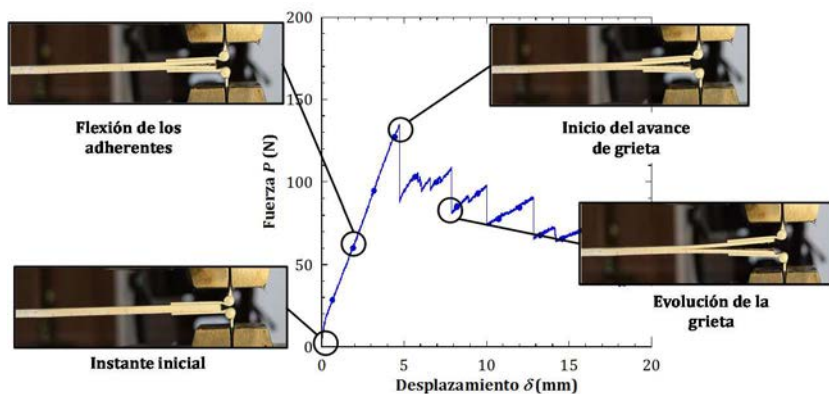 200
150
100
50
0
0
5
10
15
20
Fuerza P (N)
Desplazamiento δ (mm)
Flexión de los
adherentes
Inicio del avance
de grieta
Instante inicial
Evolución de la
grieta